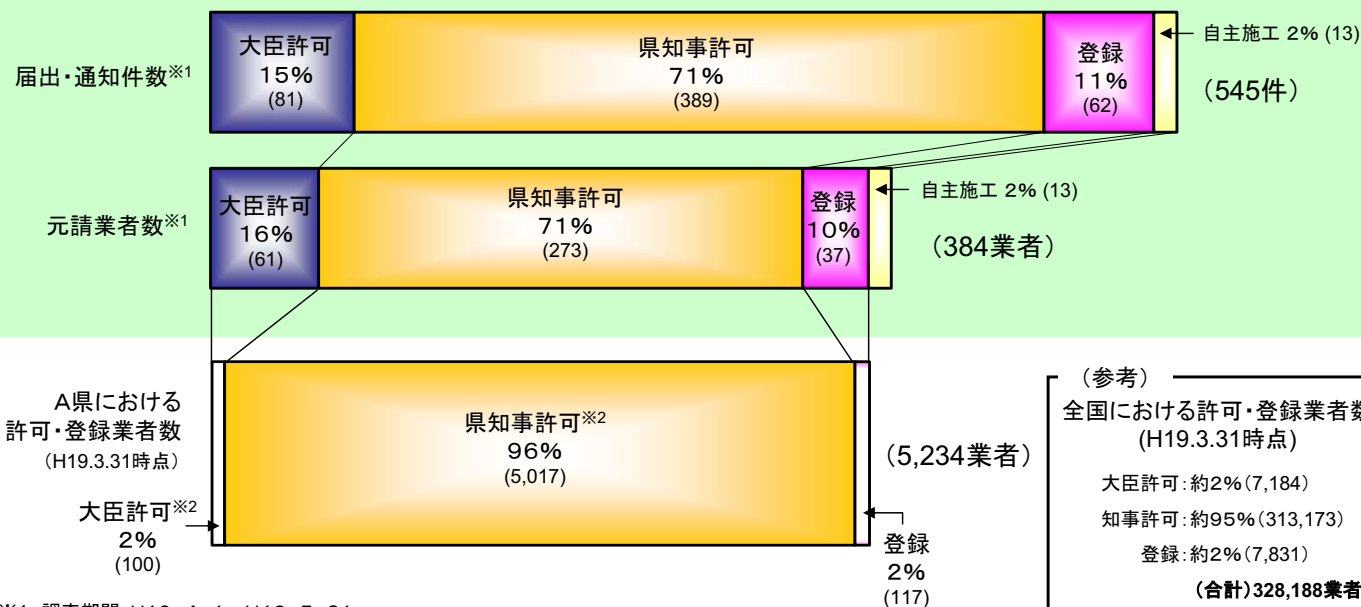 届出・通知件数※1
大臣許可
15%
(81)
県知事許可
71%
(389)
登録
11%
(62)
自主施工 2% (13)
(545件)
元請業者数※1
大臣許可
16%
(61)
県知事許可
71%
(273)
登録
10%
(37)
自主施工 2% (13)
(384業者)
A県における
許可・登録業者数
(H19.3.31時点)
県知事許可※2
96%
(5,017)
(5,234業者)
大臣許可※2
2%
(100)
登録
2%
(117)
(参考)
全国における許可・登録業者数
(H19.3.31時点)
大臣許可:約2%(7,184)
知事許可:約95%(313,173)
登録:約2%(7,831)
(合計)328,188業者